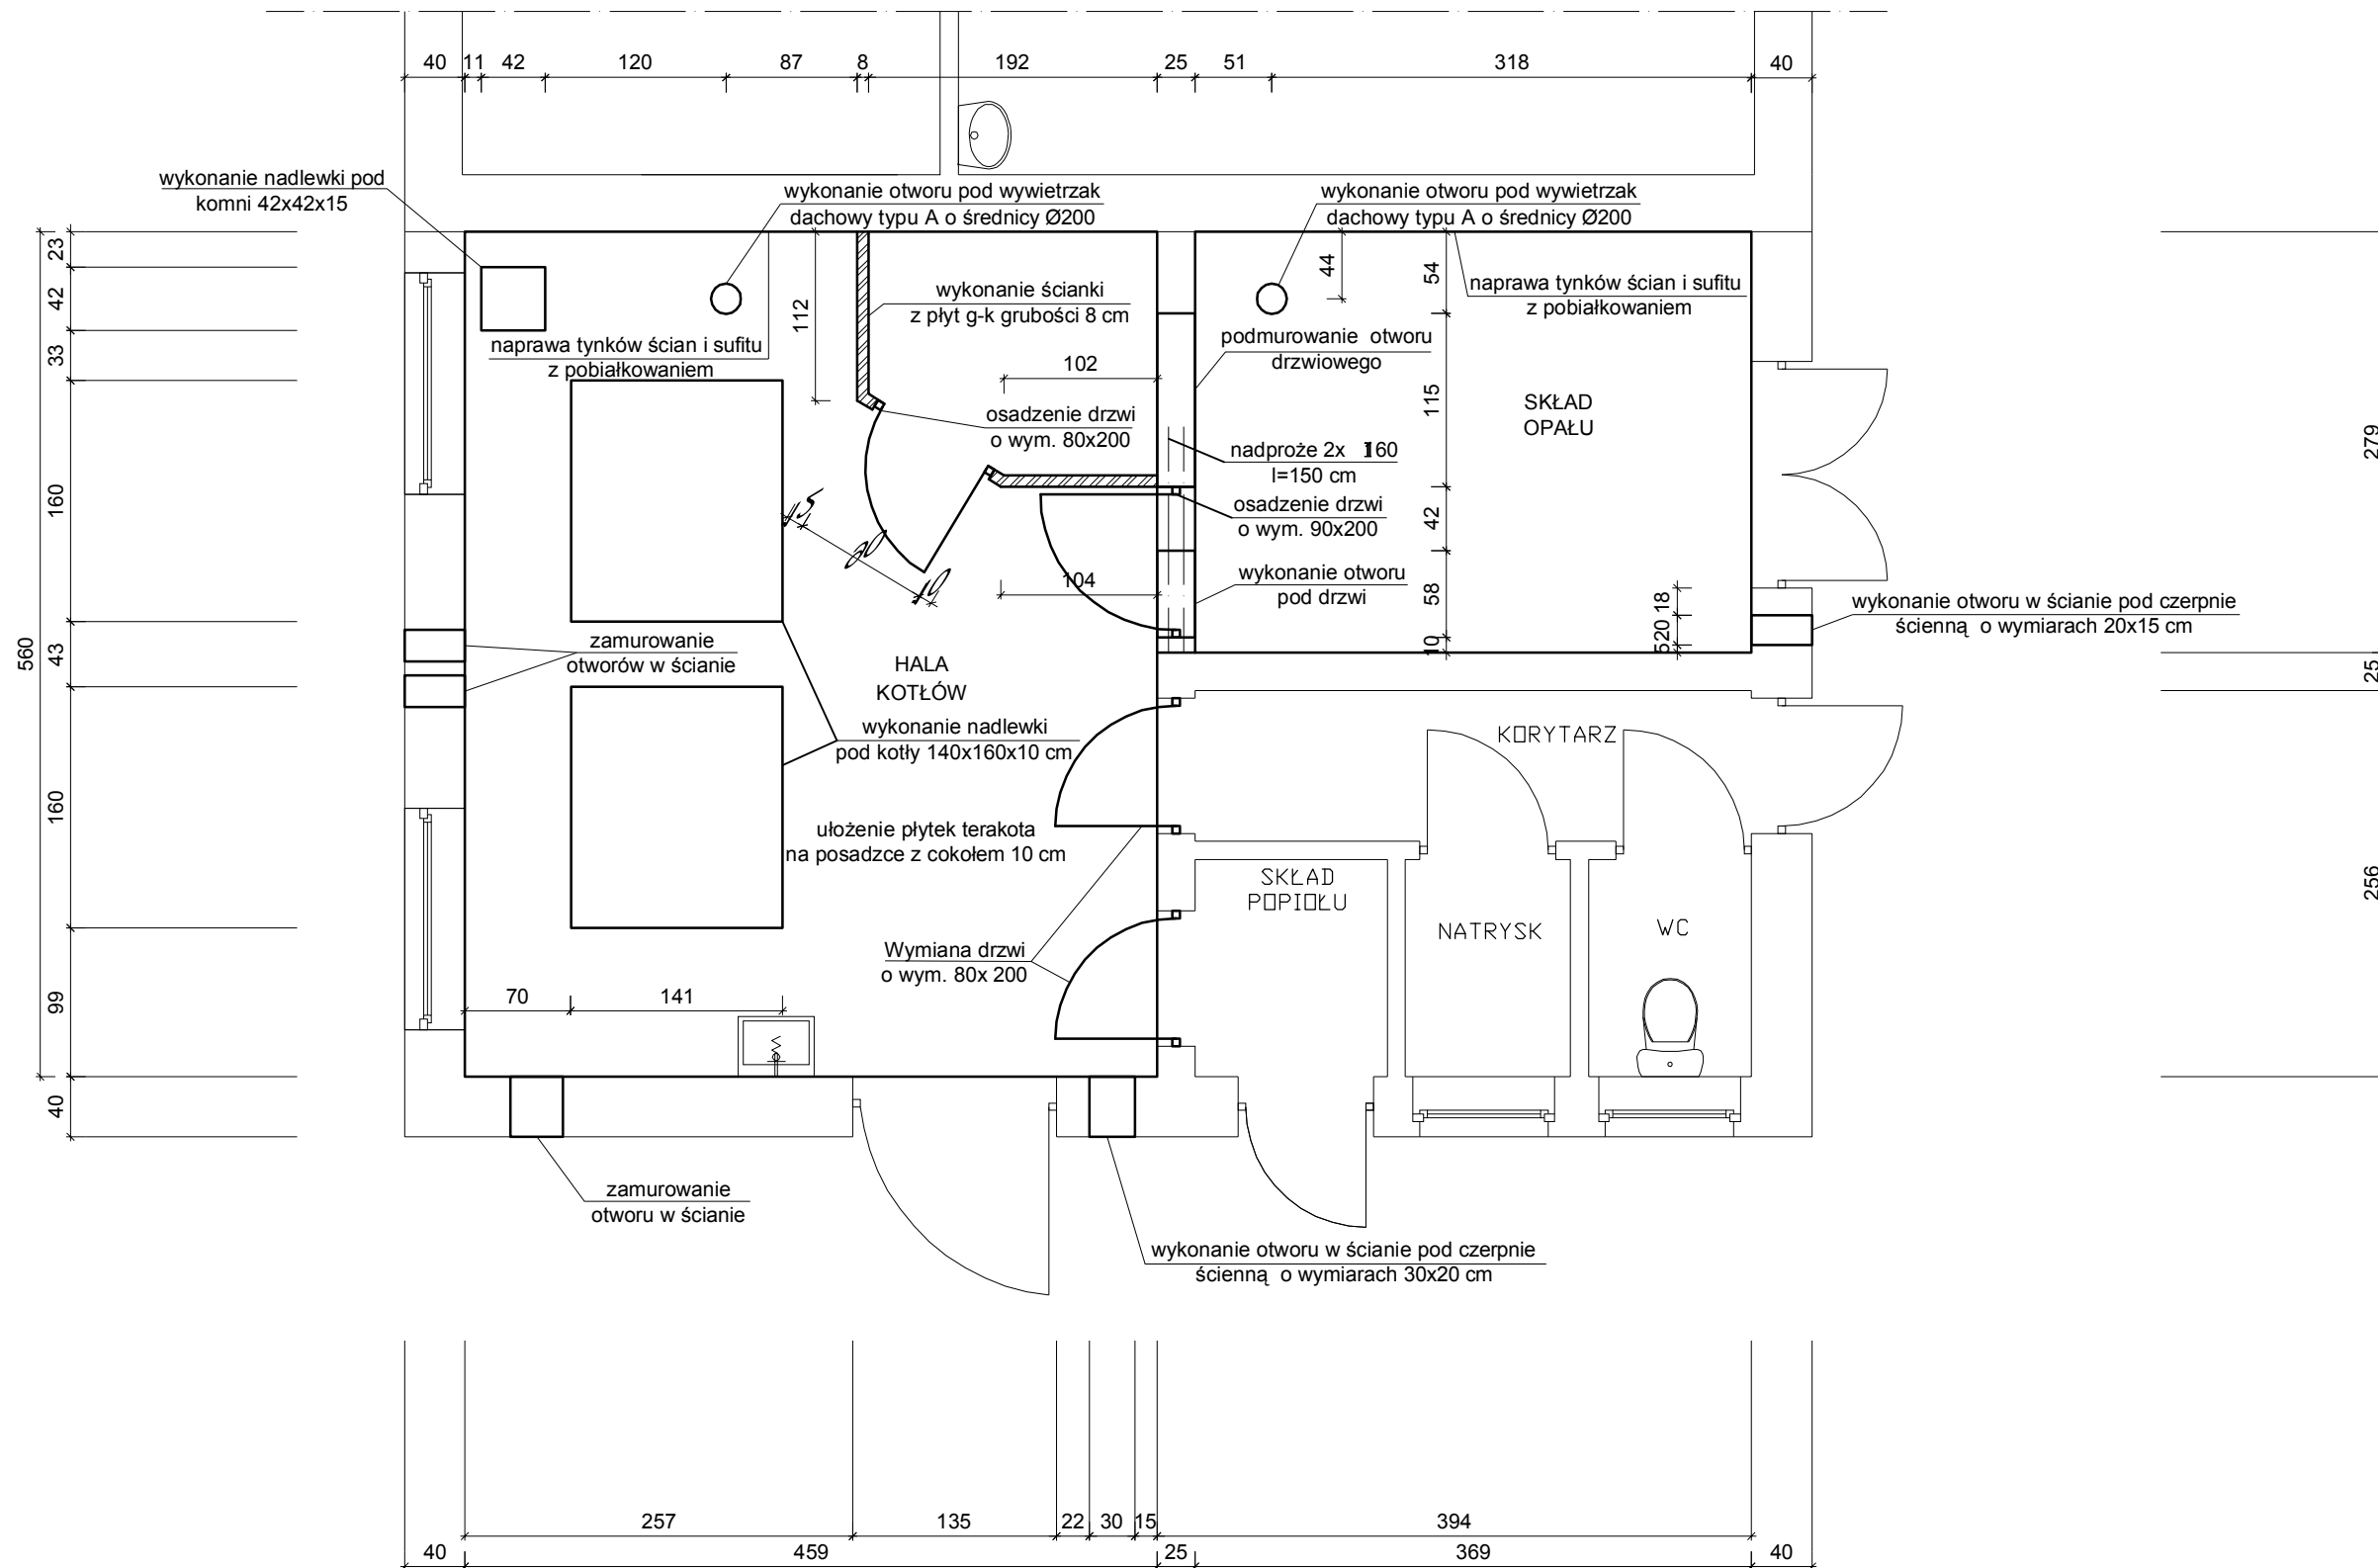 40 11 42 120 87 8 192 25 51 318 40
wykonanie nadlewki pod
komni 42x42x15
wykonanie otworu pod wywietrzak
dachowy typu A o średnicy Ø200
wykonanie otworu pod wywietrzak
dachowy typu A o średnicy Ø200
23
42
33
160
43
160
99
40
560
naprawa tynków ścian i sufitu
z pobiałkowaniem
112
wykonanie ścianki
z płyt g-k grubości 8 cm
102
osadzenie drzwi
o wym. 80x200
44
54
115
42
58
10
naprawa tynków ścian i sufitu
z pobiałkowaniem
podmurowanie otworu
drzwiowego
SKŁAD
OPAŁU
nadproże 2x I160
l=150 cm
osadzenie drzwi
o wym. 90x200
wykonanie otworu
pod drzwi
15
80
10
104
18
20
5
wykonanie otworu w ścianie pod czerpnie
ścienną o wymiarach 20x15 cm
279
25
256
zamurowanie
otworów w ścianie
HALA
KOTŁÓW
wykonanie nadlewki
pod kotły 140x160x10 cm
KORYTARZ
ułożenie płytek terakota
na posadzce z cokołem 10 cm
SKŁAD
POPIOŁU
NATRYSK
WC
Wymiana drzwi
o wym. 80x 200
70 141
zamurowanie
otworu w ścianie
wykonanie otworu w ścianie pod czerpnie
ścienną o wymiarach 30x20 cm
257 135 22 30 15 394
40 459 25 369 40